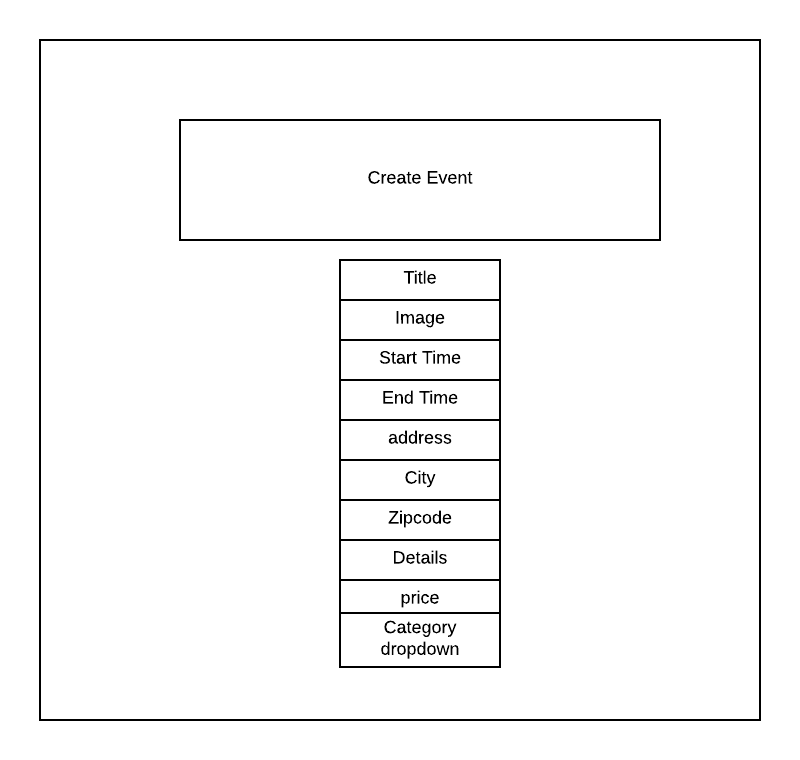 Create Event
Title
Image
Start Time
End Time
address
City
Zipcode
Details
price
Category
dropdown